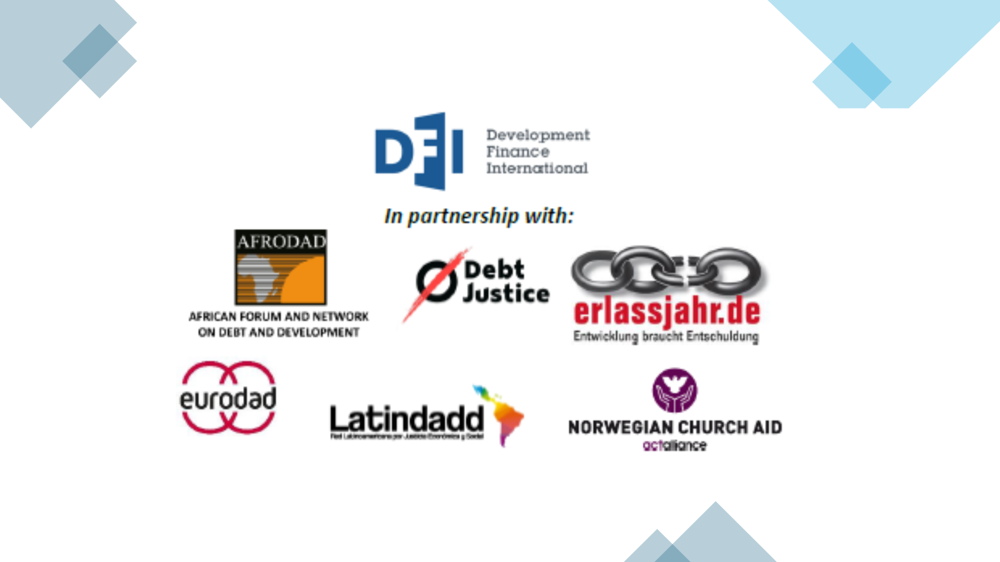 DFI
Development
Finance
International
In partnership with:
AFRODAD
AFRICAN FORUM AND NETWORK
ON DEBT AND DEVELOPMENT
Debt
Justice
erlassjahr.de
Entwicklung braucht Entschuldung
eurodad
Latindadd
Red Latinoamericana por Justicia Económica y Social
NORWEGIAN CHURCH AID
actalliance